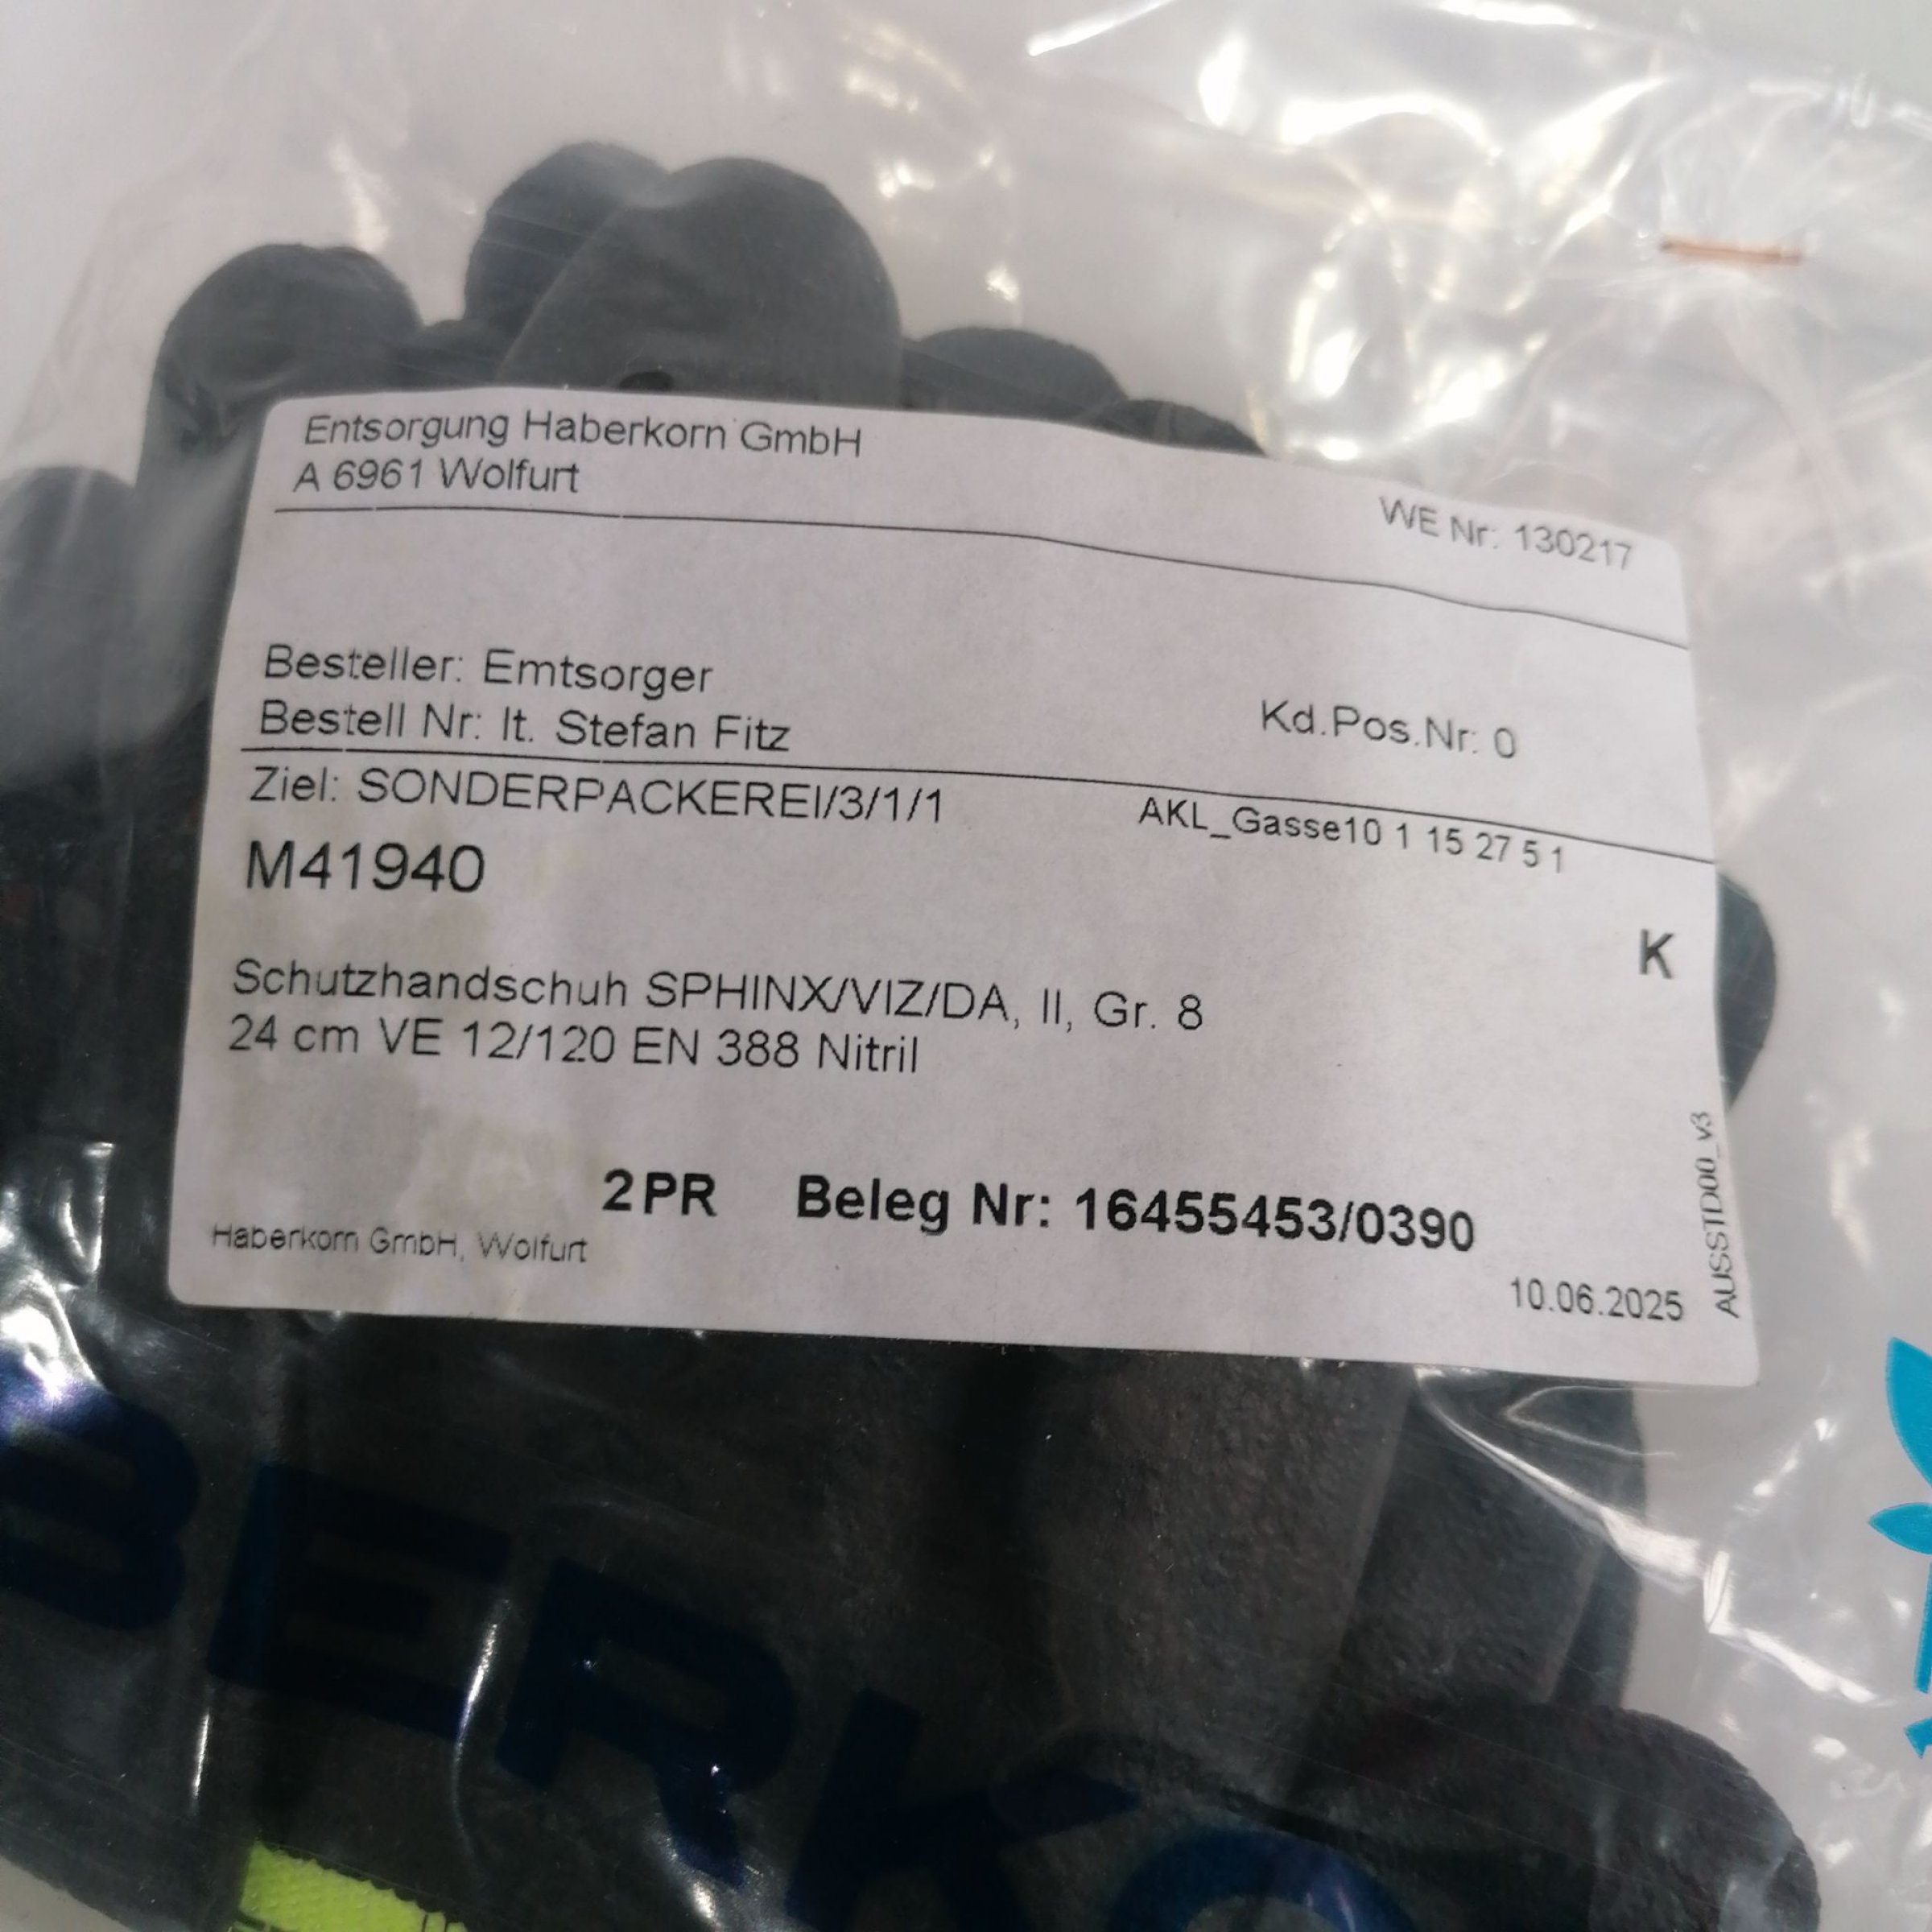 Entsorgung Haberkorn GmbH
A 6961 Wolfurt
WE Nr: 130217
Besteller: Emtsorger
Bestell Nr: lt. Stefan Fitz
Kd.Pos.Nr: 0
Ziel: SONDERPACKEREI/3/1/1
AKL_Gasse10 1 15 27 5 1
M41940
K
Schutzhandschuh SPHINX/VIZ/DA, II, Gr. 8
24 cm VE 12/120 EN 388 Nitril
2PR Beleg Nr: 16455453/0390
Haberkorn GmbH, Wolfurt
10.06.2025
AUSSTD00_v3
BERKO